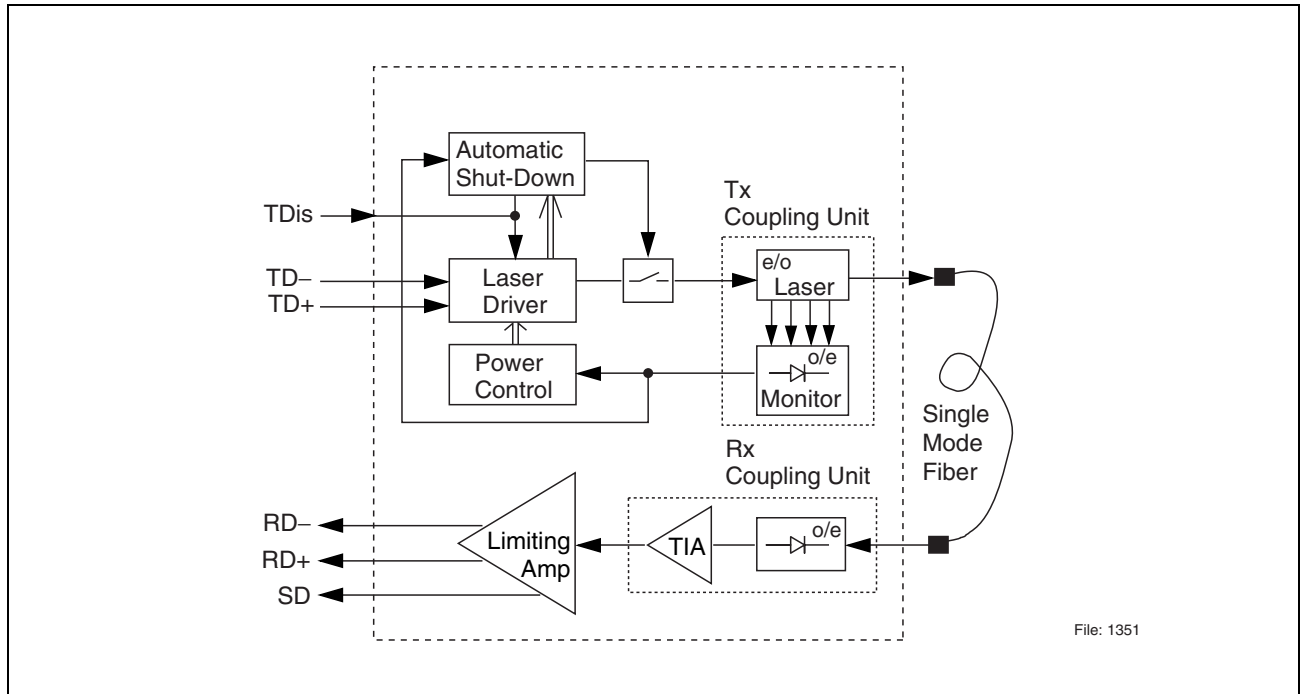 Automatic
Shut-Down
Tx
Coupling Unit
TDis
TD–
TD+
Laser
Driver
e/o
Laser
Power
Control
o/e
Monitor
Single
Mode
Fiber
Rx
Coupling Unit
RD–
RD+
SD
Limiting
Amp
TIA
o/e
File: 1351